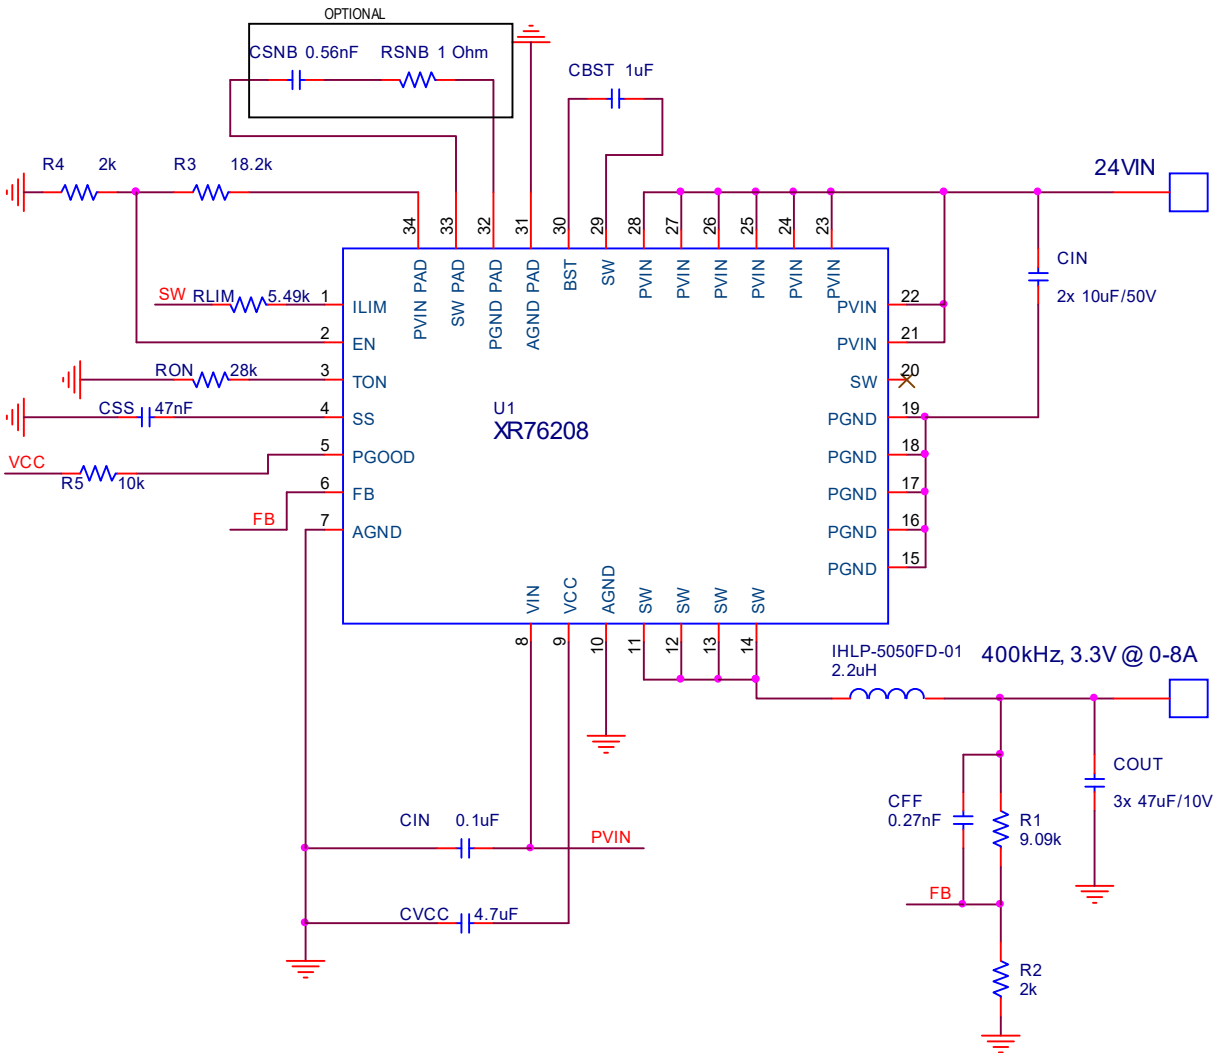 OPTIONAL
CSNB 0.56nF RSNB 1 Ohm
CBST 1uF
R4 2k R3 18.2k
24VIN
34 33 32 31 30 29 28 27 26 25 24 23
PVIN PAD
SW PAD
PGND PAD
AGND PAD
BST
SW
PVIN
PVIN
PVIN
PVIN
PVIN
PVIN
CIN
2x 10uF/50V
SW RLIM 5.49k 1 ILIM
2 EN
RON 28k 3 TON
CSS 47nF 4 SS
VCC R5 10k 5 PGOOD
FB 6 FB
7 AGND
U1
XR76208
PVIN 22
PVIN 21
SW 20
PGND 19
PGND 18
PGND 17
PGND 16
PGND 15
VIN
VCC
AGND
SW
SW
SW
SW
8 9 10 11 12 13 14
IHLP-5050FD-01
2.2uH
400kHz, 3.3V @ 0-8A
COUT
3x 47uF/10V
CFF
0.27nF
R1
9.09k
CIN 0.1uF
PVIN
FB
CVCC 4.7uF
R2
2k